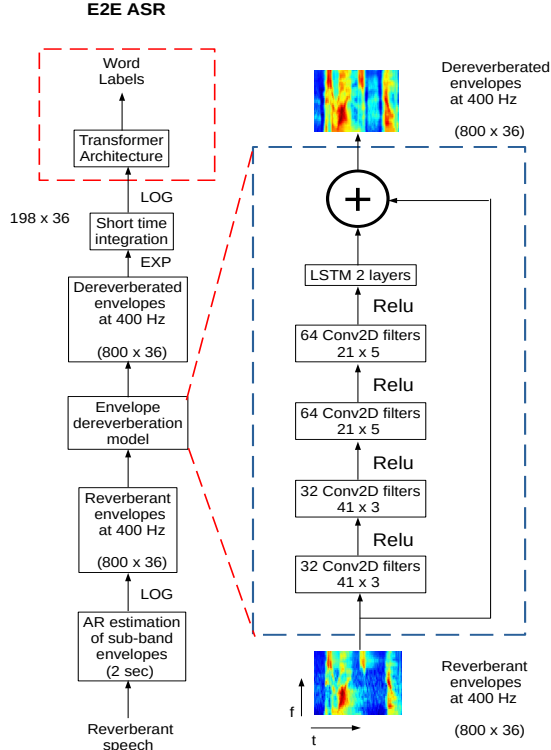 E2E ASR
Word
Labels
Transformer
Architecture
LOG
198 x 36
Short time
integration
EXP
Dereverberated
envelopes
at 400 Hz
(800 x 36)
Envelope
dereverberation
model
Reverberant
envelopes
at 400 Hz
(800 x 36)
LOG
AR estimation
of sub-band
envelopes
(2 sec)
Reverberant
speech
Dereverberated
envelopes
at 400 Hz
(800 x 36)
+
LSTM 2 layers
Relu
64 Conv2D filters
21 x 5
Relu
64 Conv2D filters
21 x 5
Relu
32 Conv2D filters
41 x 3
Relu
32 Conv2D filters
41 x 3
f
t
Reverberant
envelopes
at 400 Hz
(800 x 36)